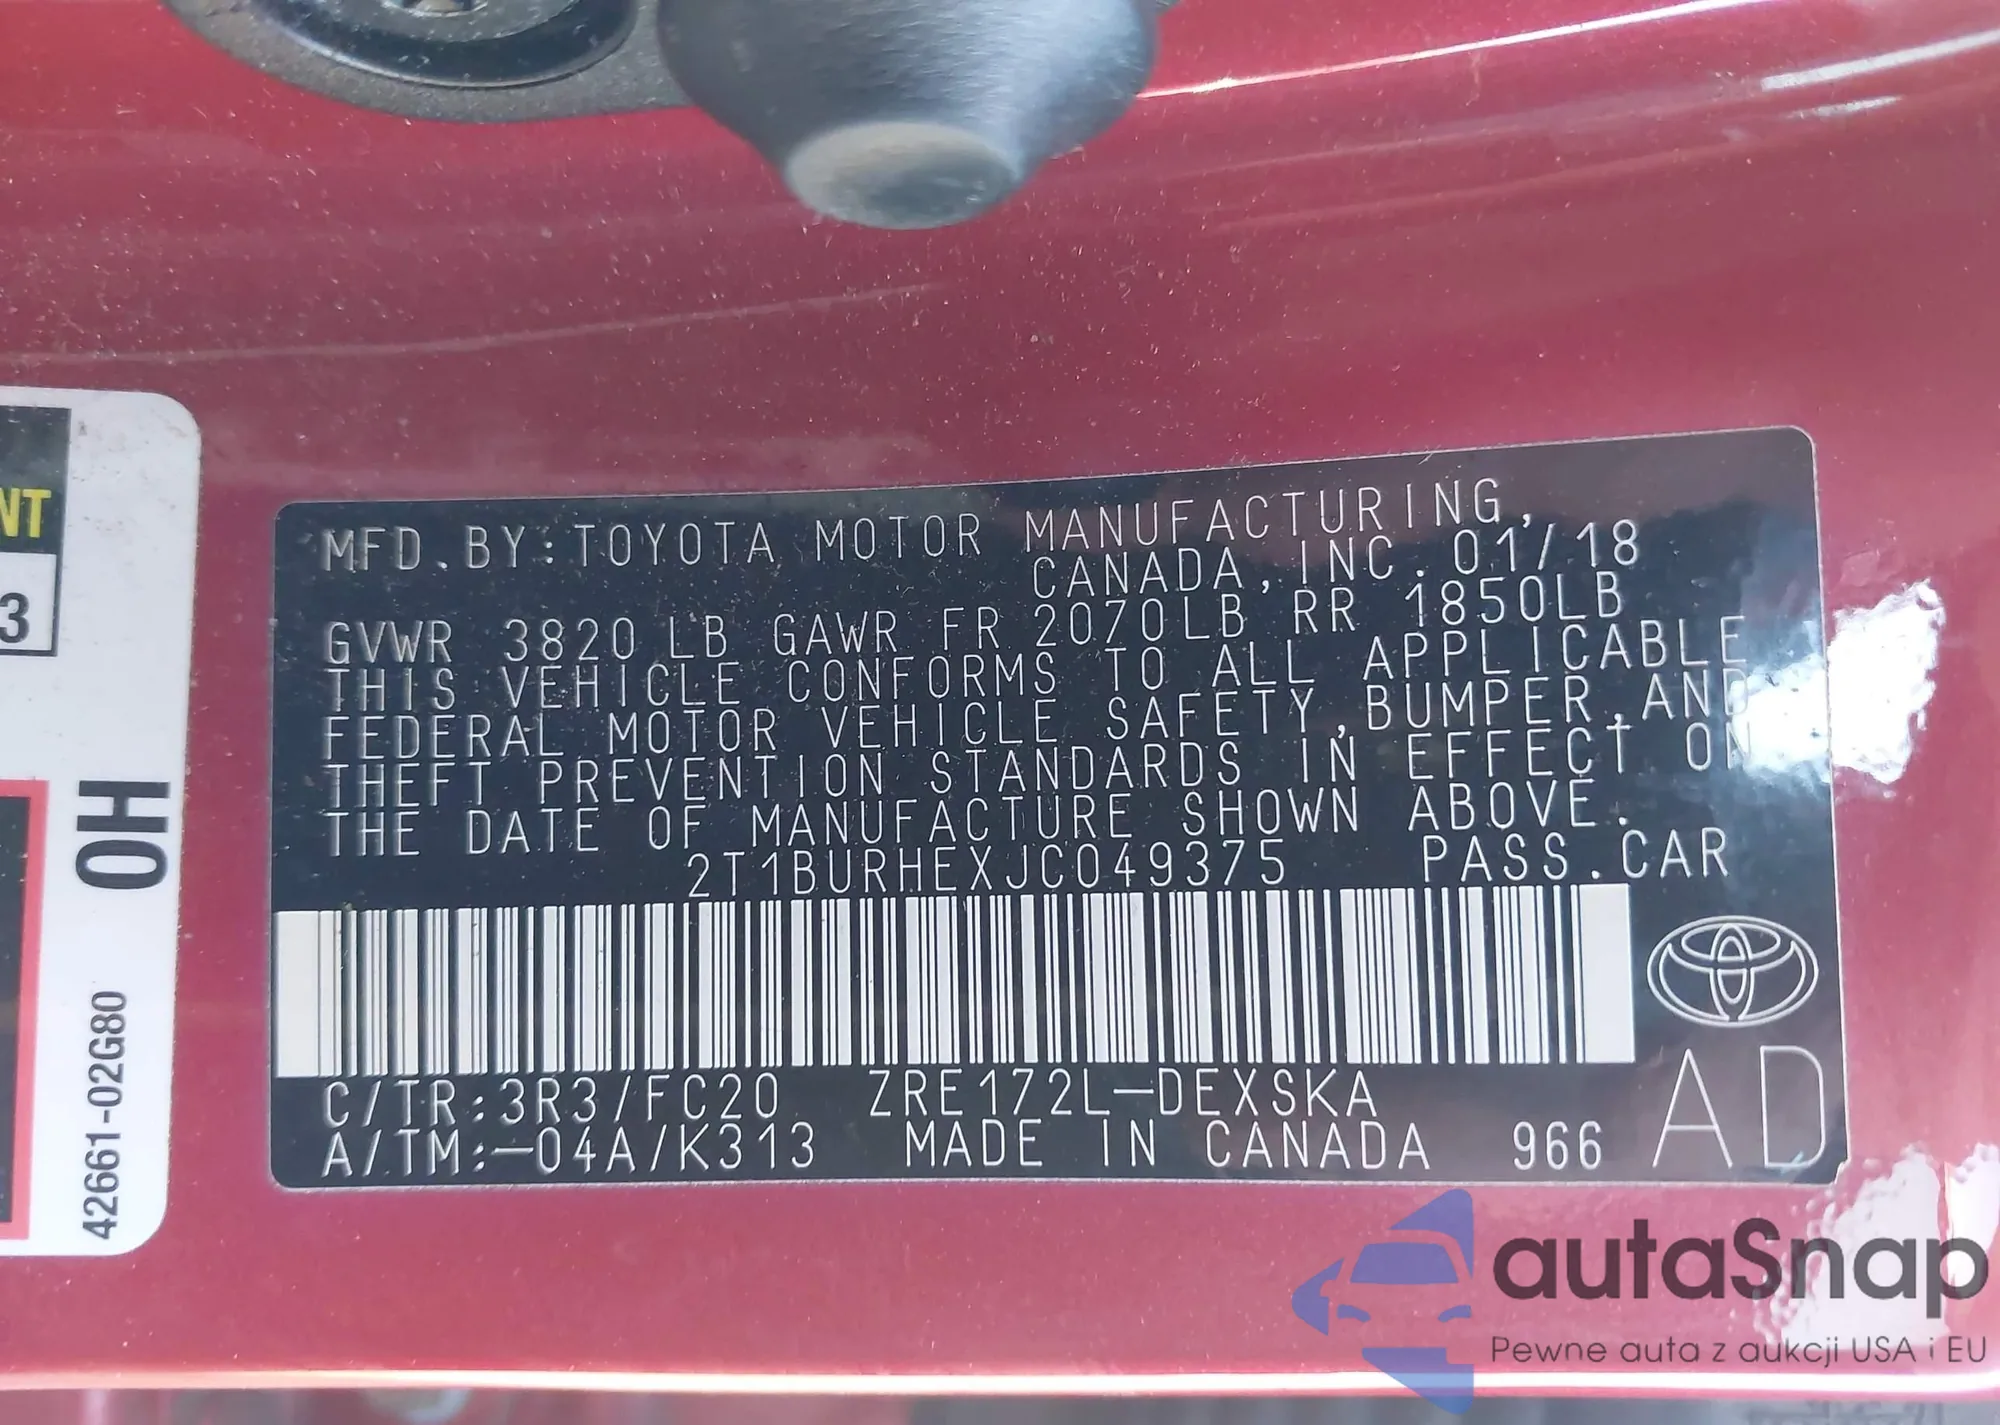 MFD.BY:TOYOTA MOTOR MANUFACTURING,
CANADA,INC. 01/18
GVWR 3820 LB GAWR FR 2070LB RR 1850LB
THIS VEHICLE CONFORMS TO ALL APPLICABLE
FEDERAL MOTOR VEHICLE SAFETY,BUMPER,AND
THEFT PREVENTION STANDARDS IN EFFECT ON
THE DATE OF MANUFACTURE SHOWN ABOVE.
2T1BURHEXJC049375 PASS.CAR
C/TR:3R3/FC20 ZRE172L-DEXSKA
A/TM:-04A/K313 MADE IN CANADA 966
AD
NT
3
OH
42661-02G80
autaSnap
Pewne auta z aukcji USA i EU